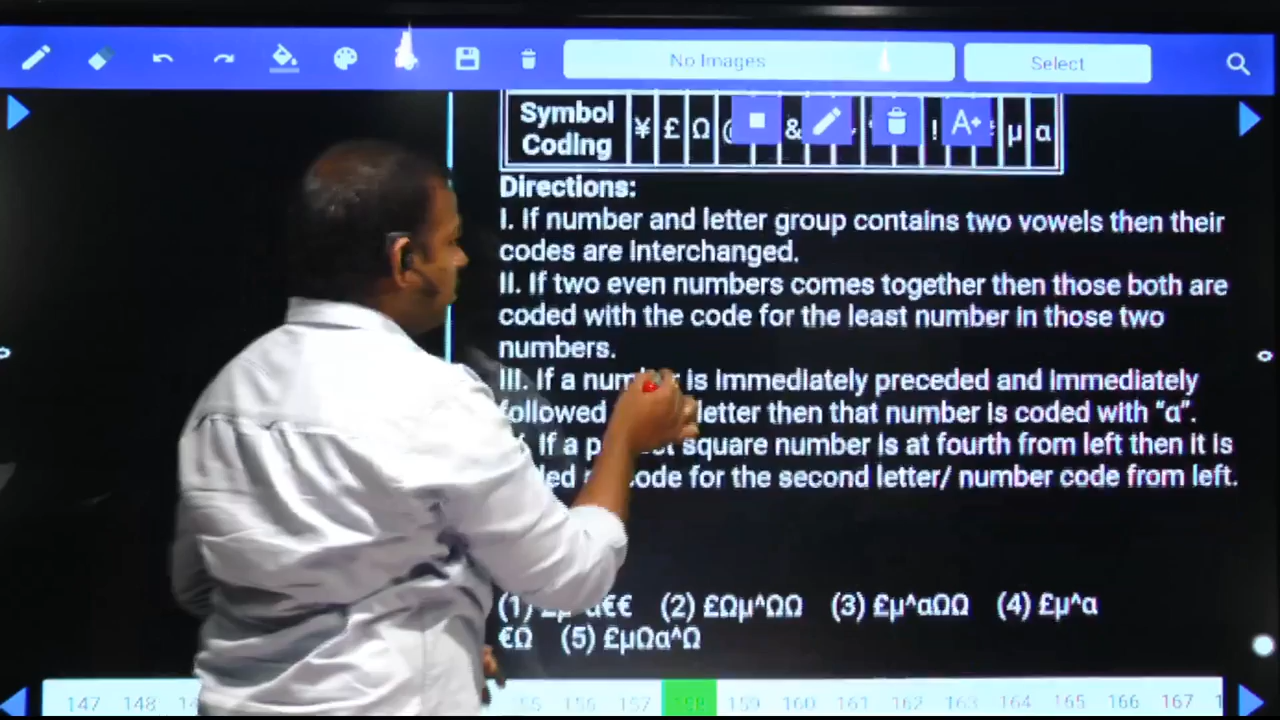 No Images Select
Symbol ¥ £ Ω & ! μ α
Coding
Directions:
I. If number and letter group contains two vowels then their
codes are interchanged.
II. If two even numbers comes together then those both are
coded with the code for the least number in those two
numbers.
III. If a number is immediately preceded and immediately
followed letter then that number is coded with “α”.
If a square number is at fourth from left then it is
code for the second letter/ number code from left.
(1) (2) £Ωμ^ΩΩ (3) £μ^αΩΩ (4) £μ^α
€Ω (5) £μΩα^Ω
147 148 156 157 158 159 160 161 162 163 164 165 166 167